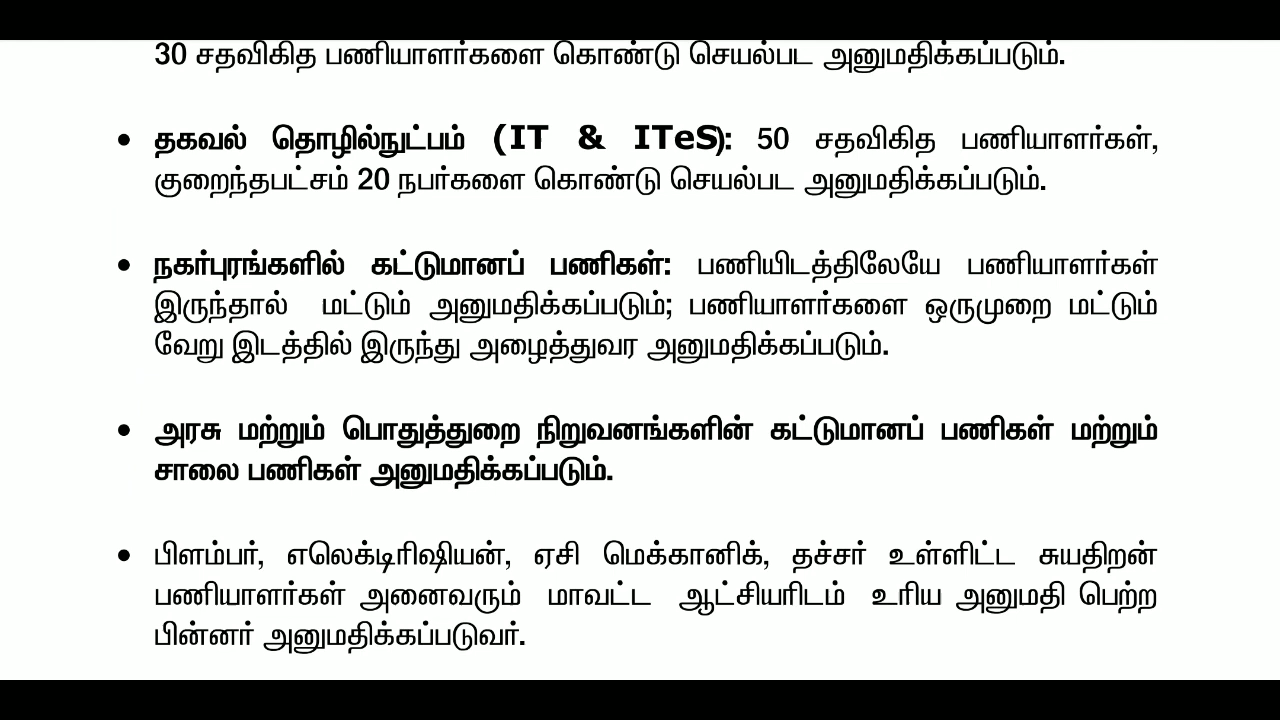 30 சதவிகித பணியாளர்களை கொண்டு செயல்பட அனுமதிக்கப்படும்.
• தகவல் தொழில்நுட்பம் (IT & ITeS): 50 சதவிகித பணியாளர்கள்,
குறைந்தபட்சம் 20 நபர்களை கொண்டு செயல்பட அனுமதிக்கப்படும்.
• நகர்புரங்களில் கட்டுமானப் பணிகள்: பணியிடத்திலேயே பணியாளர்கள்
இருந்தால் மட்டும் அனுமதிக்கப்படும்; பணியாளர்களை ஒருமுறை மட்டும்
வேறு இடத்தில் இருந்து அழைத்துவர அனுமதிக்கப்படும்.
• அரசு மற்றும் பொதுத்துறை நிறுவனங்களின் கட்டுமானப் பணிகள் மற்றும்
சாலை பணிகள் அனுமதிக்கப்படும்.
• பிளம்பர், எலெக்டிரிஷியன், ஏசி மெக்கானிக், தச்சர் உள்ளிட்ட சுயதிறன்
பணியாளர்கள் அனைவரும் மாவட்ட ஆட்சியரிடம் உரிய அனுமதி பெற்ற
பின்னர் அனுமதிக்கப்படுவர்.